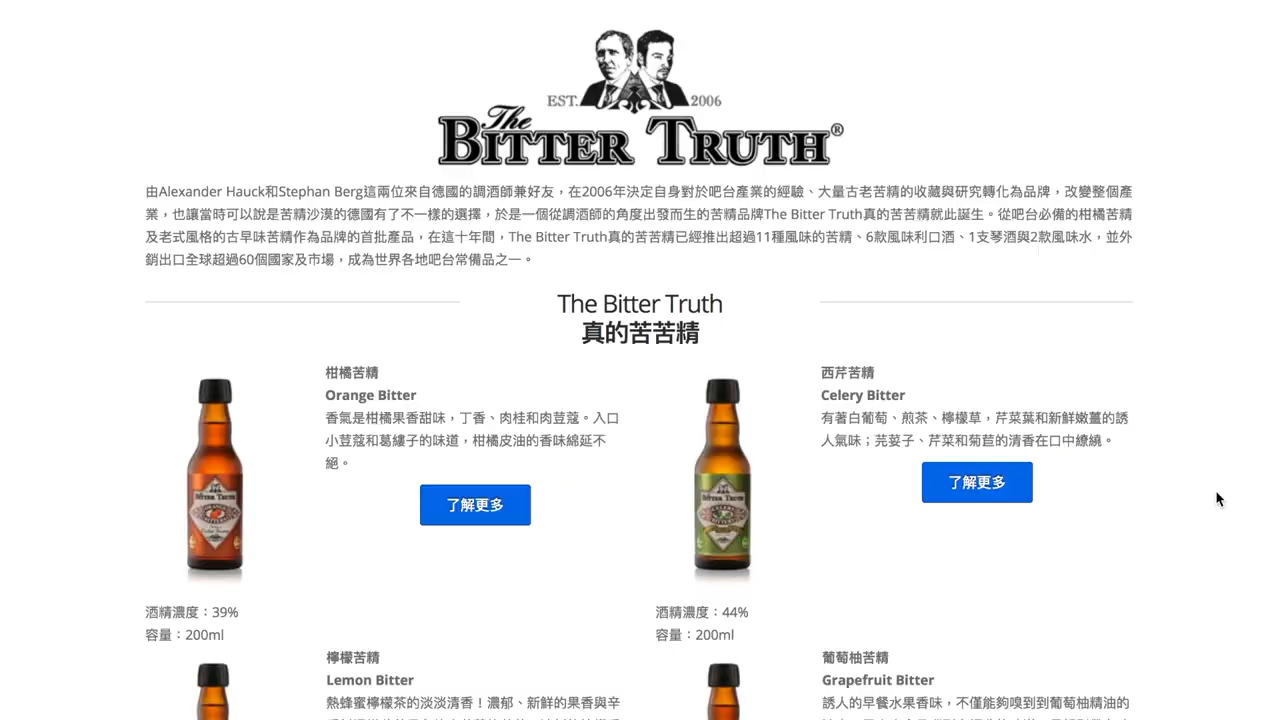 EST. 2006
The
BITTER TRUTH®
由Alexander Hauck和Stephan Berg這兩位來自德國的調酒師兼好友，在2006年決定自身對於吧台產業的經驗、大量古老苦精的收藏與研究轉化為品牌，改變整個產
業，也讓當時可以說是苦精沙漠的德國有了不一樣的選擇，於是一個從調酒師的角度出發而生的苦精品牌The Bitter Truth真的苦苦精就此誕生。從吧台必備的柑橘苦精
及老式風格的古早味苦精作為品牌的首批產品，在這十年間，The Bitter Truth真的苦苦精已經推出超過11種風味的苦精、6款風味利口酒、1支琴酒與2款風味水，並外
銷出口全球超過60個國家及市場，成為世界各地吧台常備品之一。
The Bitter Truth
真的苦苦精
柑橘苦精
Orange Bitter
香氣是柑橘果香甜味，丁香、肉桂和肉荳蔻。入口
小荳蔻和葛縷子的味道，柑橘皮油的香味綿延不
絕。
了解更多
BITTER TRUTH
酒精濃度：39%
容量：200ml
西芹苦精
Celery Bitter
有著白葡萄、煎茶、檸檬草，芹菜葉和新鮮嫩薑的誘
人氣味；芫荽子、芹菜和菊苣的清香在口中繚繞。
了解更多
BITTER TRUTH
酒精濃度：44%
容量：200ml
檸檬苦精
Lemon Bitter
熱蜂蜜檸檬茶的淡淡清香！濃郁、新鮮的果香與辛
葡萄柚苦精
Grapefruit Bitter
誘人的早餐水果香味，不僅能夠嗅到到葡萄柚精油的